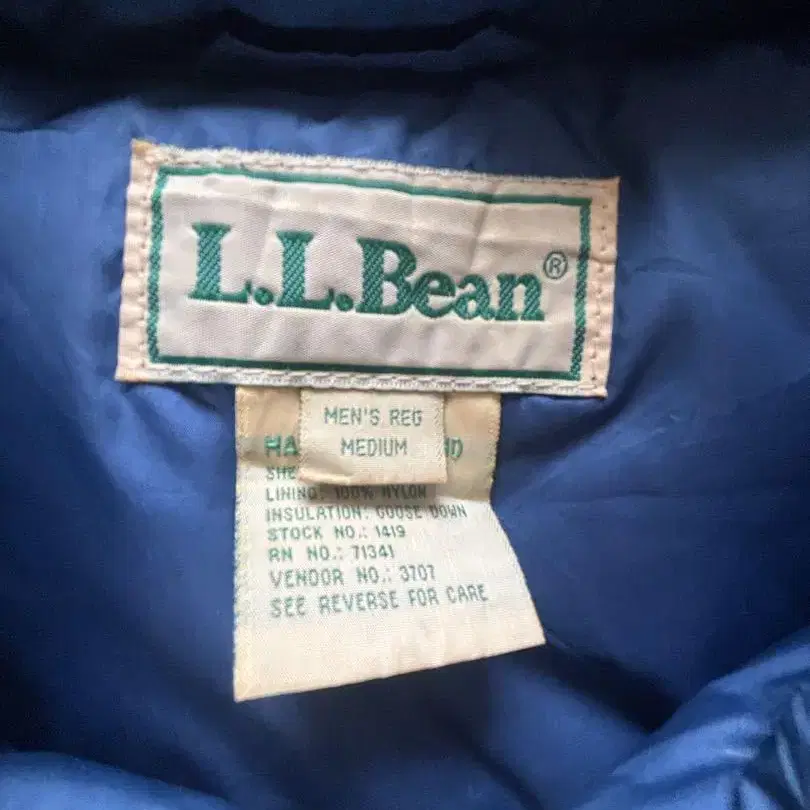 L.L.Bean®
MEN'S REG
MEDIUM
LINING: 100% NYLON
INSULATION: GOOSE DOWN
STOCK NO.: 1419
RN NO.: 71341
VENDOR NO.: 3707
SEE REVERSE FOR CARE